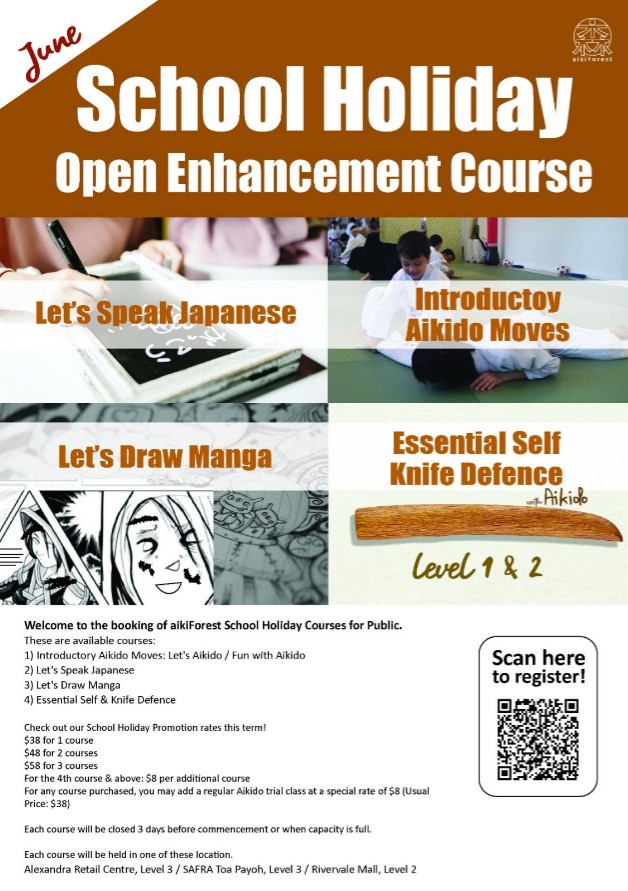 June
aikiForest
School Holiday
Open Enhancement Course
Let's Speak Japanese
Introductoy
Aikido Moves
Let's Draw Manga
Essential Self
Knife Defence
with Aikido
Level 1 & 2
Welcome to the booking of aikiForest School Holiday Courses for Public.
These are available courses:
1) Introductory Aikido Moves: Let's Aikido / Fun with Aikido
2) Let's Speak Japanese
3) Let's Draw Manga
4) Essential Self & Knife Defence
Scan here
to register!
Check out our School Holiday Promotion rates this term!
$38 for 1 course
$48 for 2 courses
$58 for 3 courses
For the 4th course & above: $8 per additional course
For any course purchased, you may add a regular Aikido trial class at a special rate of $8 (Usual
Price: $38)
Each course will be closed 3 days before commencement or when capacity is full.
Each course will be held in one of these location.
Alexandra Retail Centre, Level 3 / SAFRA Toa Payoh, Level 3 / Rivervale Mall, Level 2